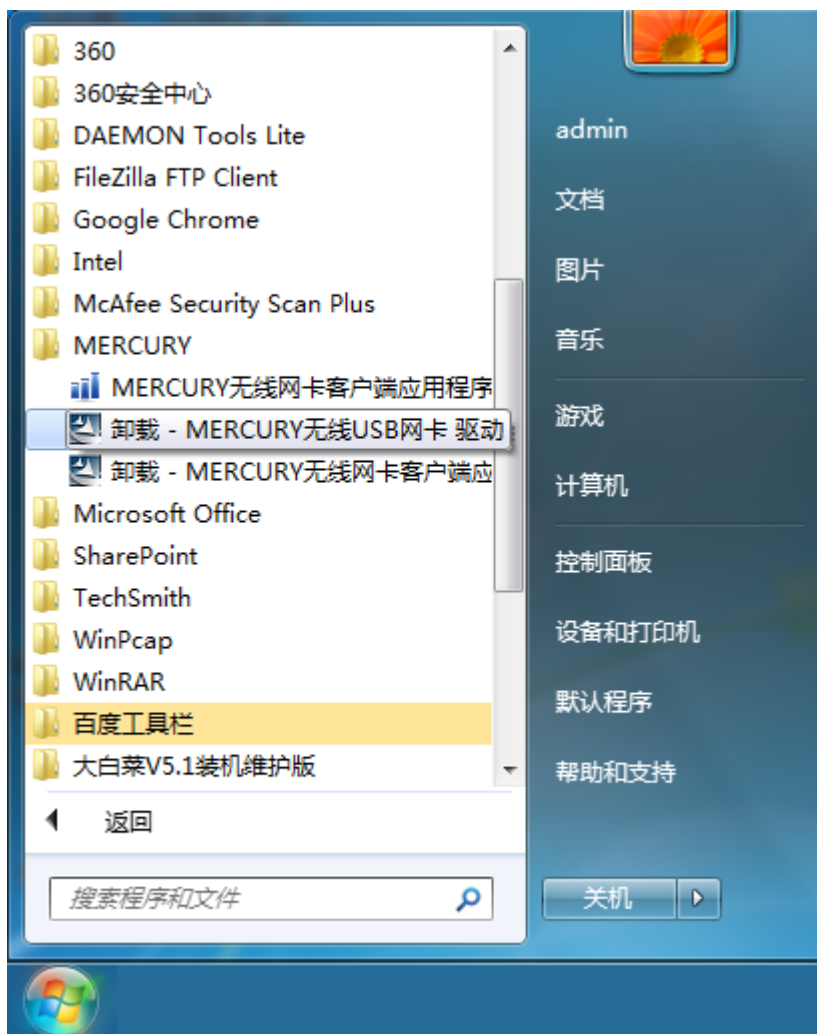 360
360安全中心
DAEMON Tools Lite
FileZilla FTP Client
Google Chrome
Intel
McAfee Security Scan Plus
MERCURY
MERCURY无线网卡客户端应用程序
卸载 - MERCURY无线USB网卡 驱动
卸载 - MERCURY无线网卡客户端应
Microsoft Office
SharePoint
TechSmith
WinPcap
WinRAR
百度工具栏
大白菜V5.1装机维护版
返回
搜索程序和文件
admin
文档
图片
音乐
游戏
计算机
控制面板
设备和打印机
默认程序
帮助和支持
关机